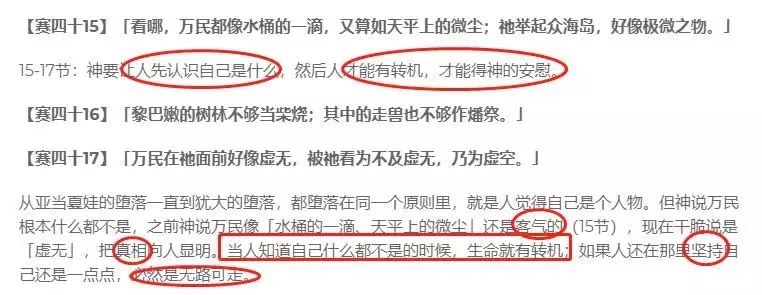 【赛四十15】「看哪，万民都像水桶的一滴，又算如天平上的微尘；祂举起众海岛，好像极微之物。」
15-17节：神要让人先认识自己是什么，然后人才能有转机，才能得神的安慰。
【赛四十16】「黎巴嫩的树林不够当柴烧；其中的走兽也不够作燔祭。」
【赛四十17】「万民在祂面前好像虚无，被祂看为不及虚无，乃为虚空。」
从亚当夏娃的堕落一直到犹大的堕落，都堕落在同一个原则里，就是人觉得自己是个人物。但神说万民
根本什么都不是，之前神说万民像「水桶的一滴、天平上的微尘」还是客气的（15节），现在干脆说是
「虚无」，把真相向人显明。当人知道自己什么都不是的时候，生命就有转机；如果人还在那里坚持自
己还是一点点，必然是无路可走。